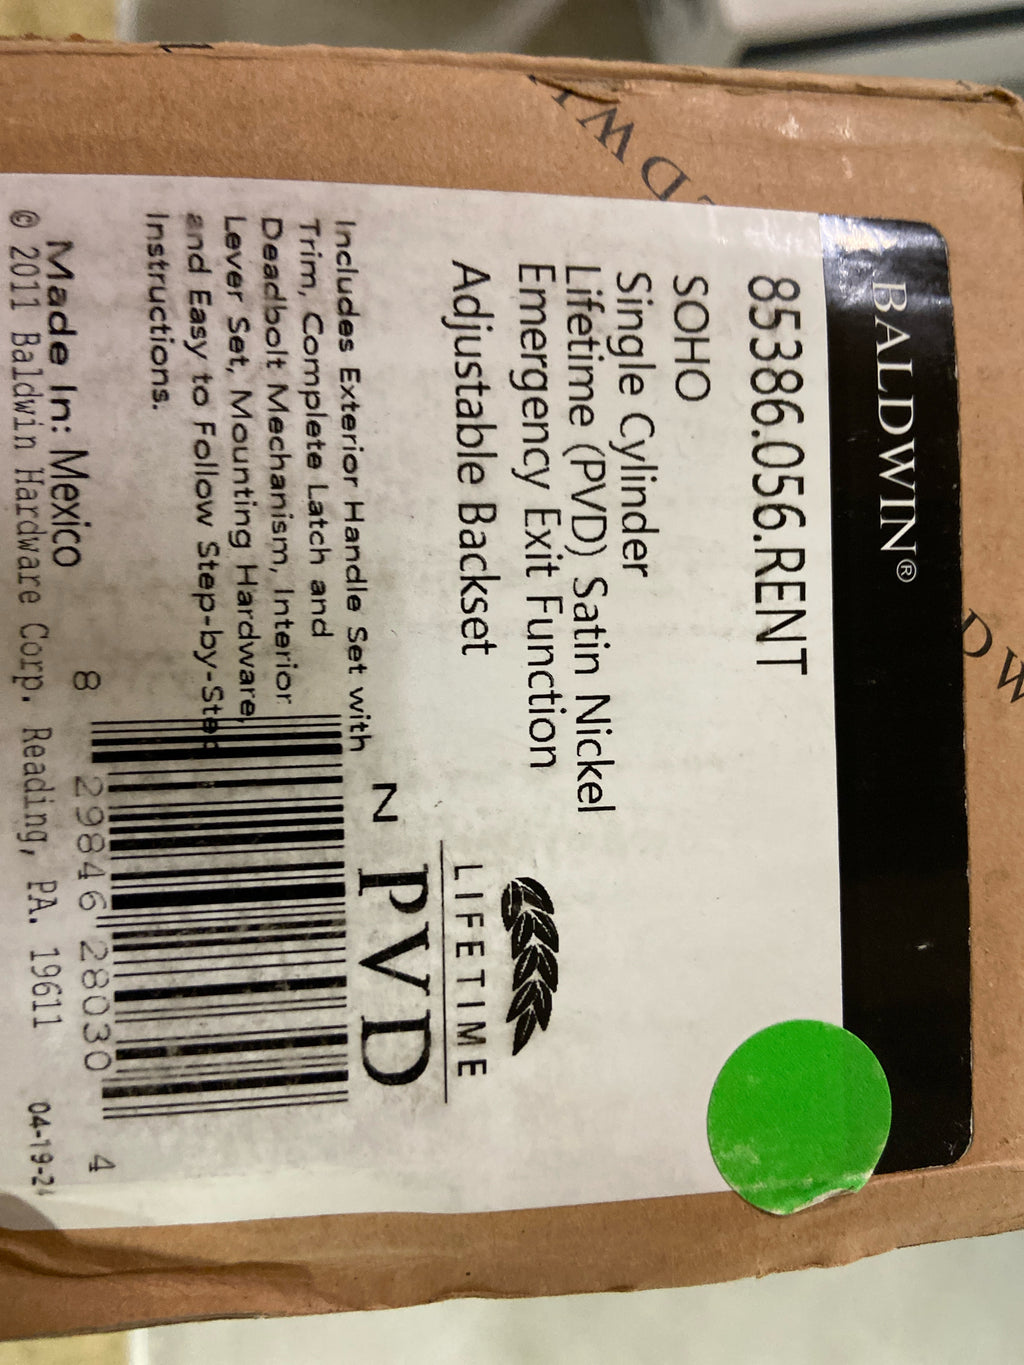 BALDWIN®
85386.056.RENT
SOHO
Single Cylinder
Lifetime (PVD) Satin Nickel
Emergency Exit Function
Adjustable Backset
LIFETIME
PVD
N
Includes Exterior Handle Set with
Trim, Complete Latch and
Deadbolt Mechanism, Interior
Lever Set, Mounting Hardware,
and Easy to Follow Step-by-Step
Instructions.
8 29846 28030 4
Made In: Mexico
© 2011 Baldwin Hardware Corp. Reading, PA. 19611
LDWI
DW